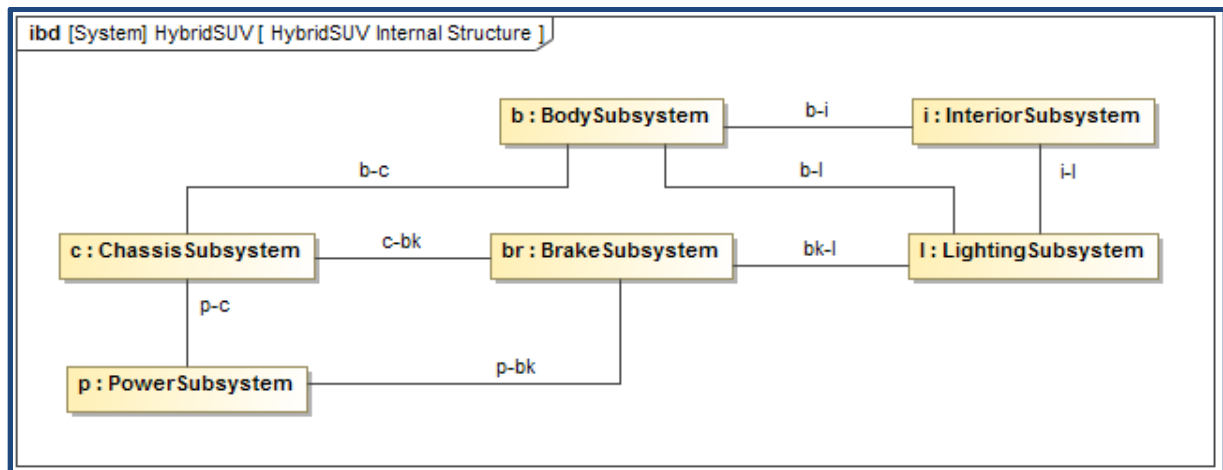 ibd [System] HybridSUV [ HybridSUV Internal Structure ]
b : BodySubsystem
b-i
i : InteriorSubsystem
b-c
b-l
i-l
c : ChassisSubsystem
c-bk
br : BrakeSubsystem
bk-l
l : LightingSubsystem
p-c
p : PowerSubsystem
p-bk